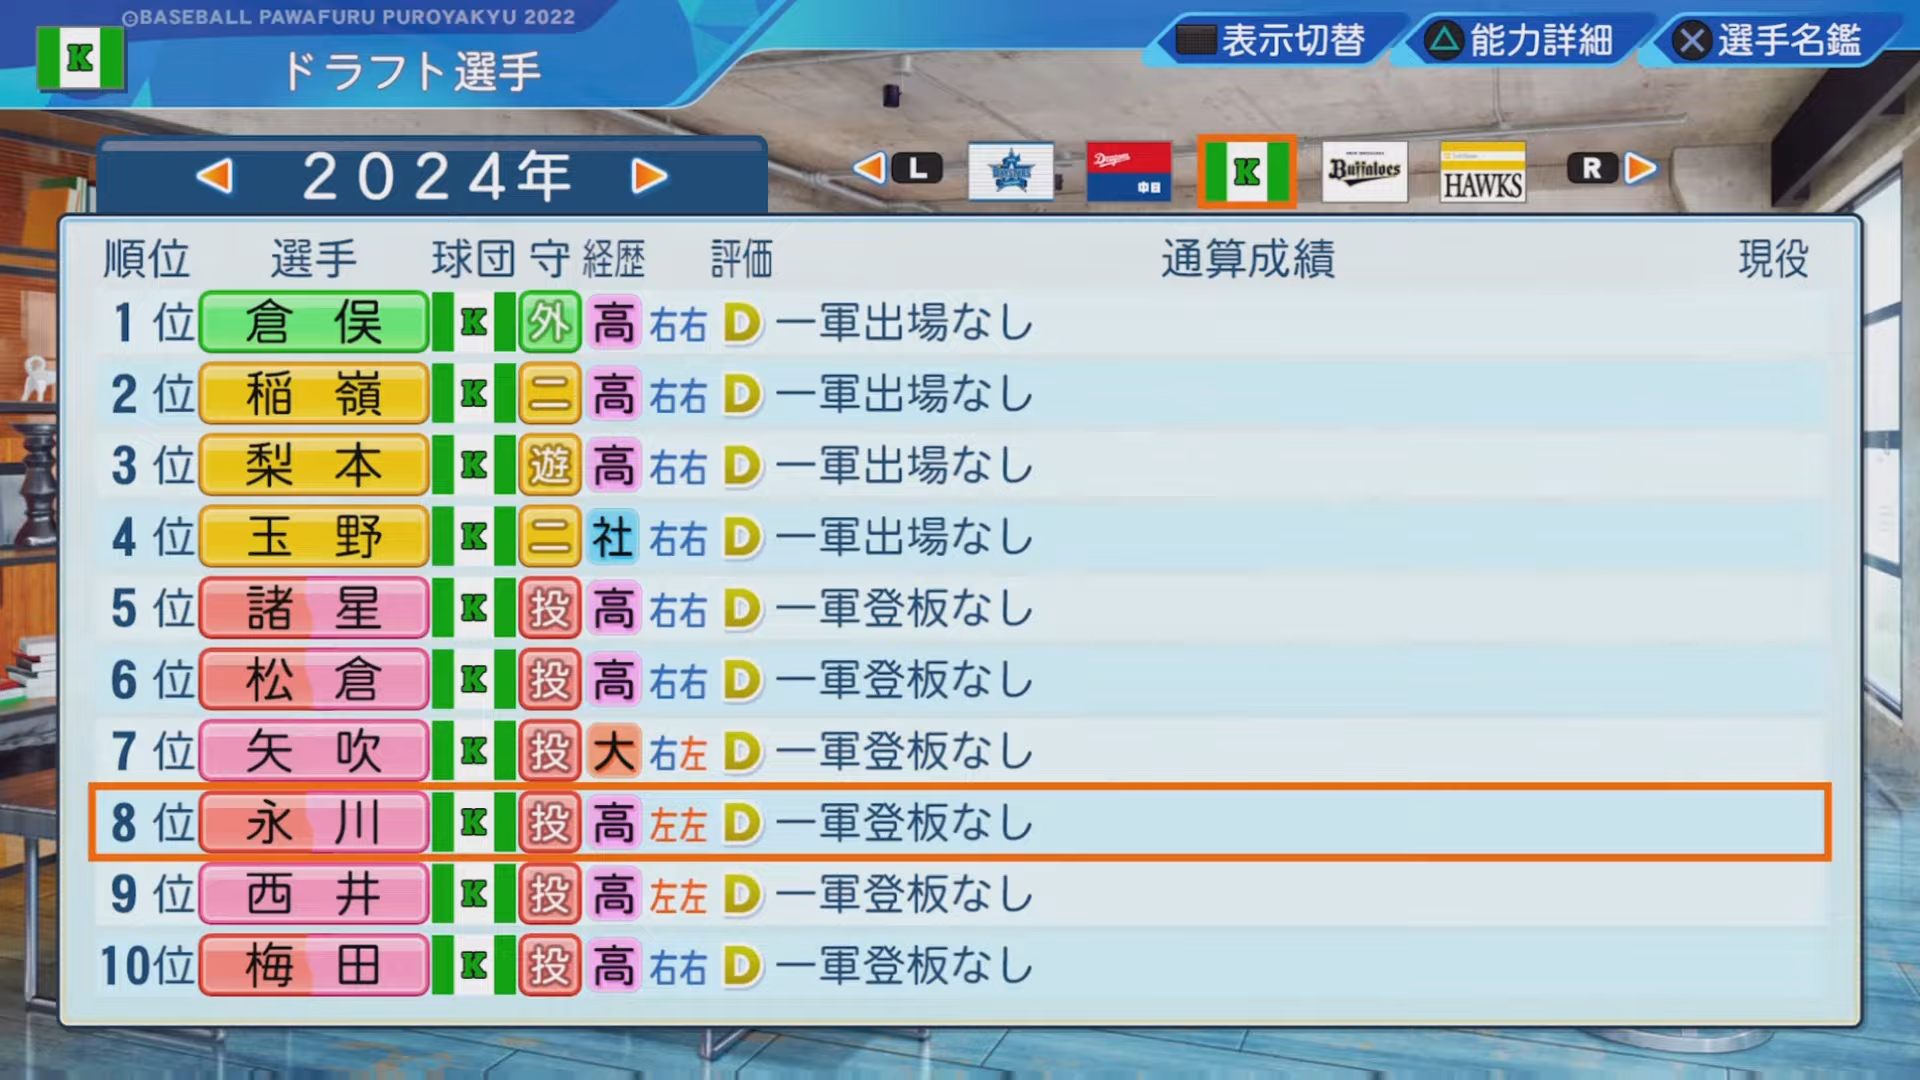 ©BASEBALL PAWAFURU PUROYAKYU 2022
K ドラフト選手
表示切替 能力詳細 選手名鑑
2024年
L Dragons 中日 K Buffaloes HAWKS R
順位 選手 球団 守 経歴 評価 通算成績 現役
1位 倉俣 K 外 高 右右 D 一軍出場なし
2位 稲嶺 K 二 高 右右 D 一軍出場なし
3位 梨本 K 遊 高 右右 D 一軍出場なし
4位 玉野 K 二 社 右右 D 一軍出場なし
5位 諸星 K 投 高 右右 D 一軍登板なし
6位 松倉 K 投 高 右右 D 一軍登板なし
7位 矢吹 K 投 大 右左 D 一軍登板なし
8位 永川 K 投 高 左左 D 一軍登板なし
9位 西井 K 投 高 左左 D 一軍登板なし
10位 梅田 K 投 高 右右 D 一軍登板なし